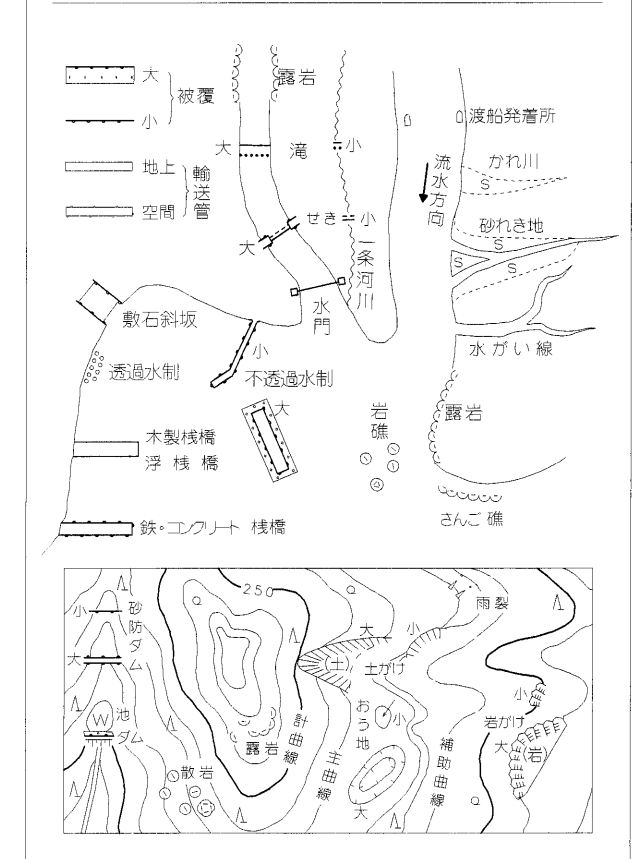 大
小
被覆
地上
空間
輸送管
露岩
大
滝
小
渡船発着所
かれ川
S
流水方向
砂れき地
S
S
せき
小
大
一条河川
水門
敷石斜坂
小
水がい線
透過水制
不透過水制
大
岩礁
露岩
木製桟橋
浮桟橋
さんご礁
鉄・コンクリート桟橋
250
小
砂防ダム
大
雨裂
大
小
(土)
土がけ
小
池
W
ダム
おう地
小
岩がけ
大
(岩)
露岩
計曲線
主曲線
補助曲線
散岩
大